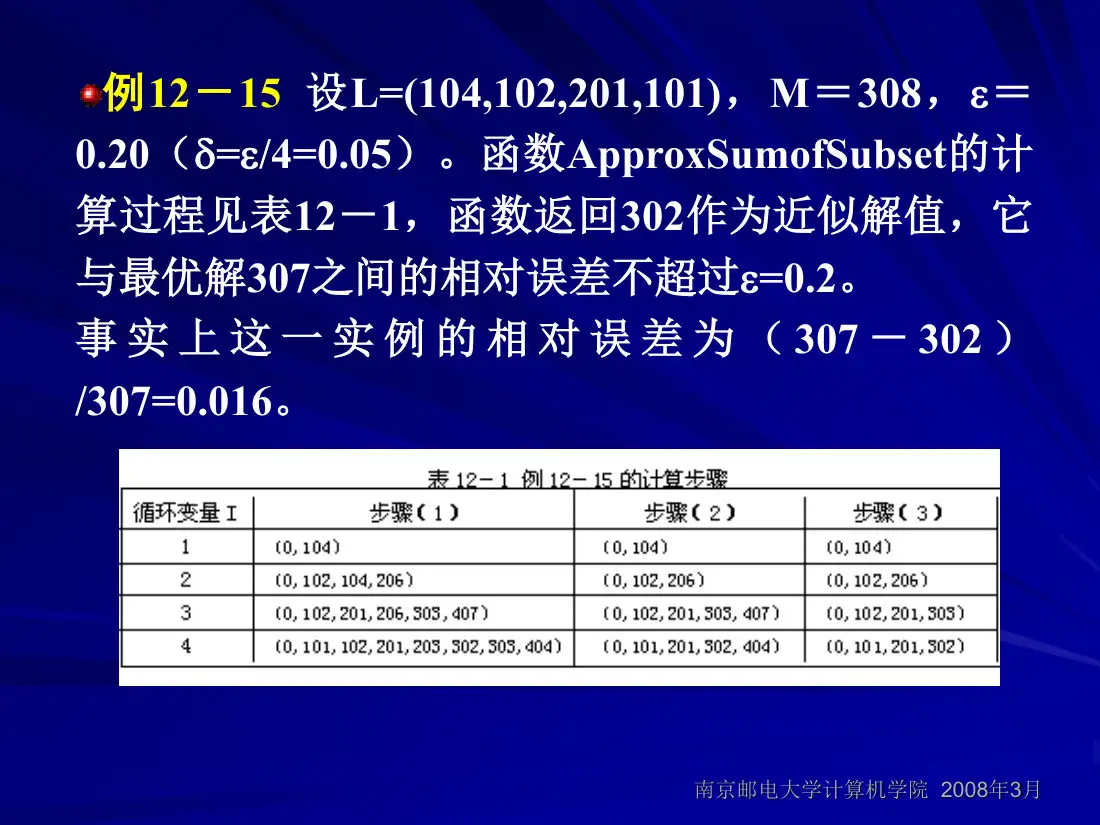 例12－15 设L=(104,102,201,101)，M＝308，ε＝
0.20（δ=ε/4=0.05）。函数ApproxSumofSubset的计
算过程见表12－1，函数返回302作为近似解值，它
与最优解307之间的相对误差不超过ε=0.2。
事实上这一实例的相对误差为（307－302）
/307=0.016。
表 12－1 例 12－15 的计算步骤
循环变量 I 步骤(1) 步骤(2) 步骤(3)
1 (0,104) (0,104) (0,104)
2 (0,102,104,206) (0,102,206) (0,102,206)
3 (0,102,201,206,303,407) (0,102,201,303,407) (0,102,201,303)
4 (0,101,102,201,203,302,303,404) (0,101,201,302,404) (0,101,201,302)
南京邮电大学计算机学院 2008年3月